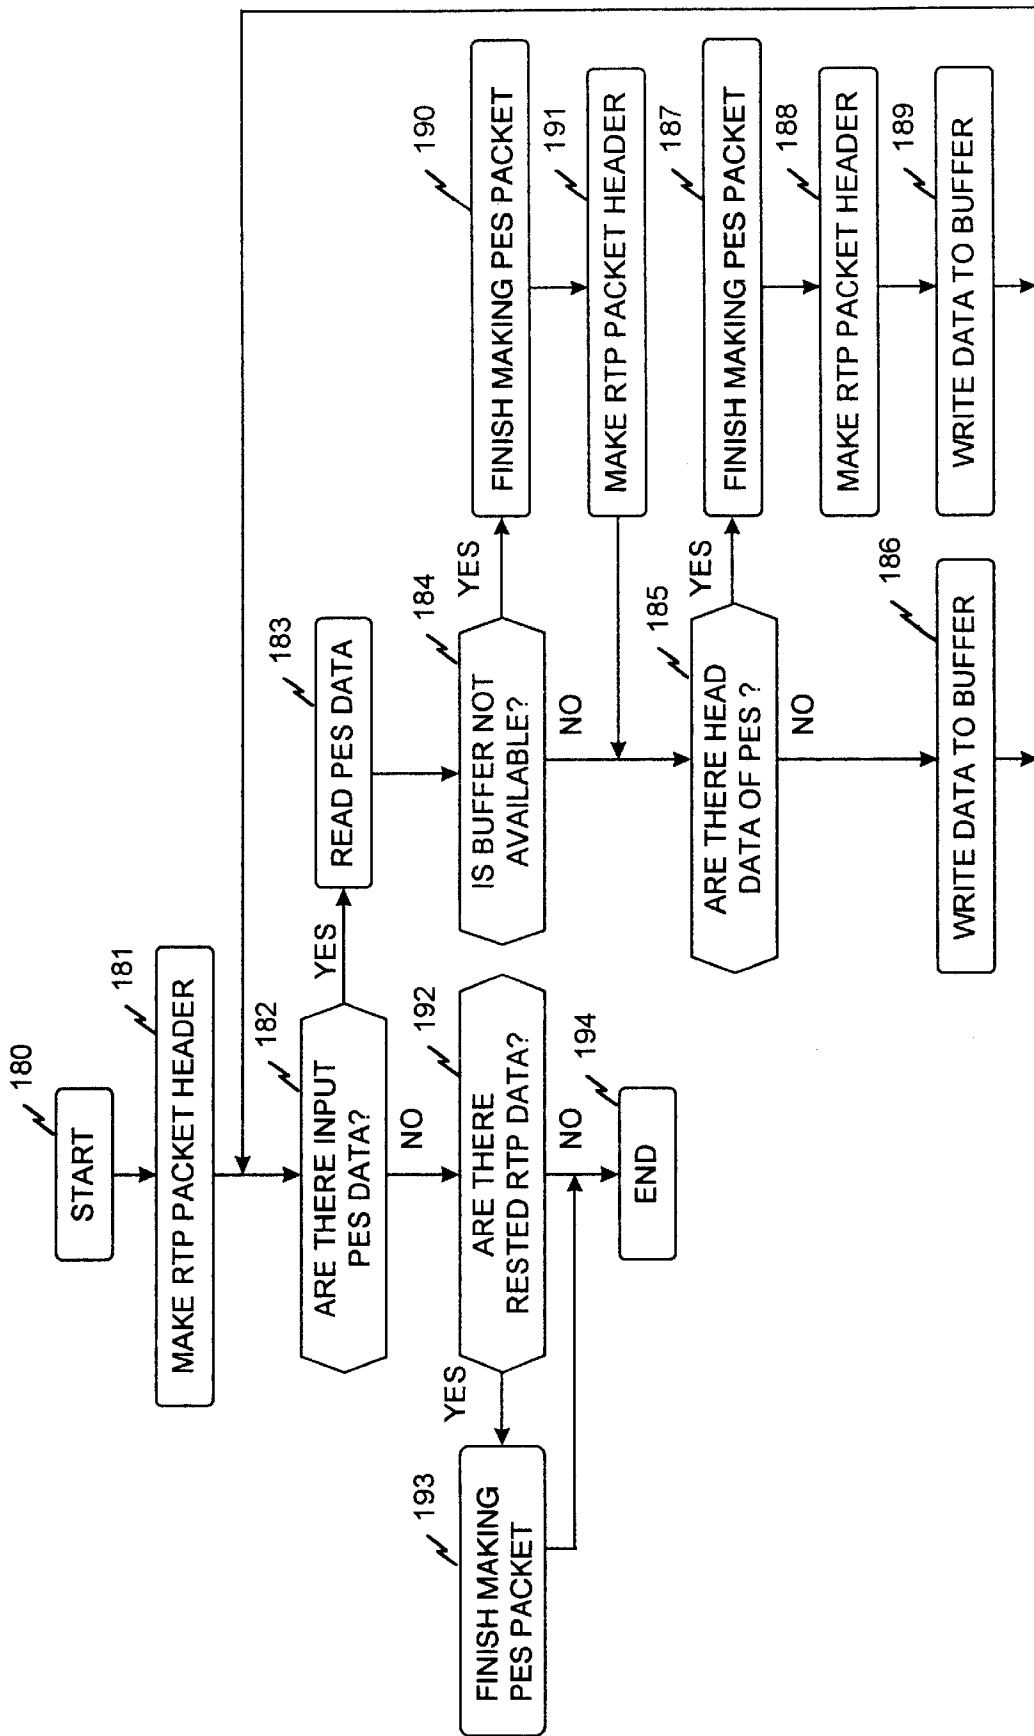 180
START
181
MAKE RTP PACKET HEADER
182
ARE THERE INPUT
PES DATA?
YES
NO
183
READ PES DATA
184
IS BUFFER NOT
AVAILABLE?
YES
NO
190
FINISH MAKING PES PACKET
191
MAKE RTP PACKET HEADER
185
ARE THERE HEAD
DATA OF PES ?
YES
NO
187
FINISH MAKING PES PACKET
188
MAKE RTP PACKET HEADER
189
WRITE DATA TO BUFFER
186
WRITE DATA TO BUFFER
192
ARE THERE
RESTED RTP DATA?
YES
NO
193
FINISH MAKING
PES PACKET
194
END